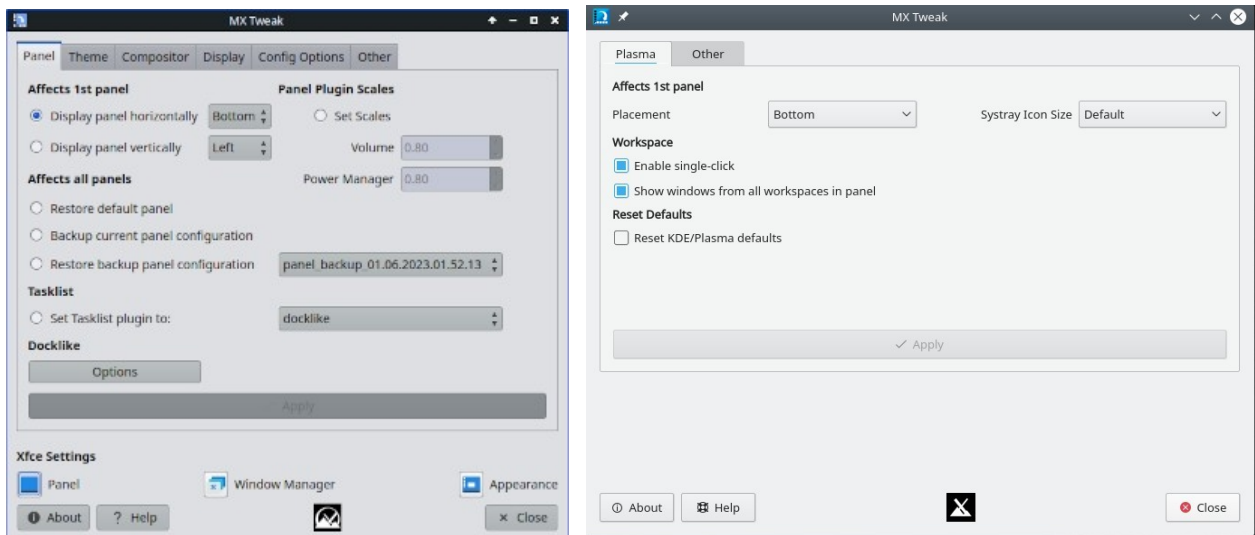 MX Tweak
Panel Theme Compositor Display Config Options Other
Affects 1st panel Panel Plugin Scales
Display panel horizontally Bottom Set Scales
Display panel vertically Left Volume 0.80
Affects all panels Power Manager 0.80
Restore default panel
Backup current panel configuration
Restore backup panel configuration panel_backup_01.06.2023.01.52.13
Tasklist
Set Tasklist plugin to: docklike
Docklike
Options
Apply
Xfce Settings
Panel Window Manager Appearance
About ? Help Close
MX Tweak
Plasma Other
Affects 1st panel
Placement Bottom Systray Icon Size Default
Workspace
Enable single-click
Show windows from all workspaces in panel
Reset Defaults
Reset KDE/Plasma defaults
Apply
About Help Close